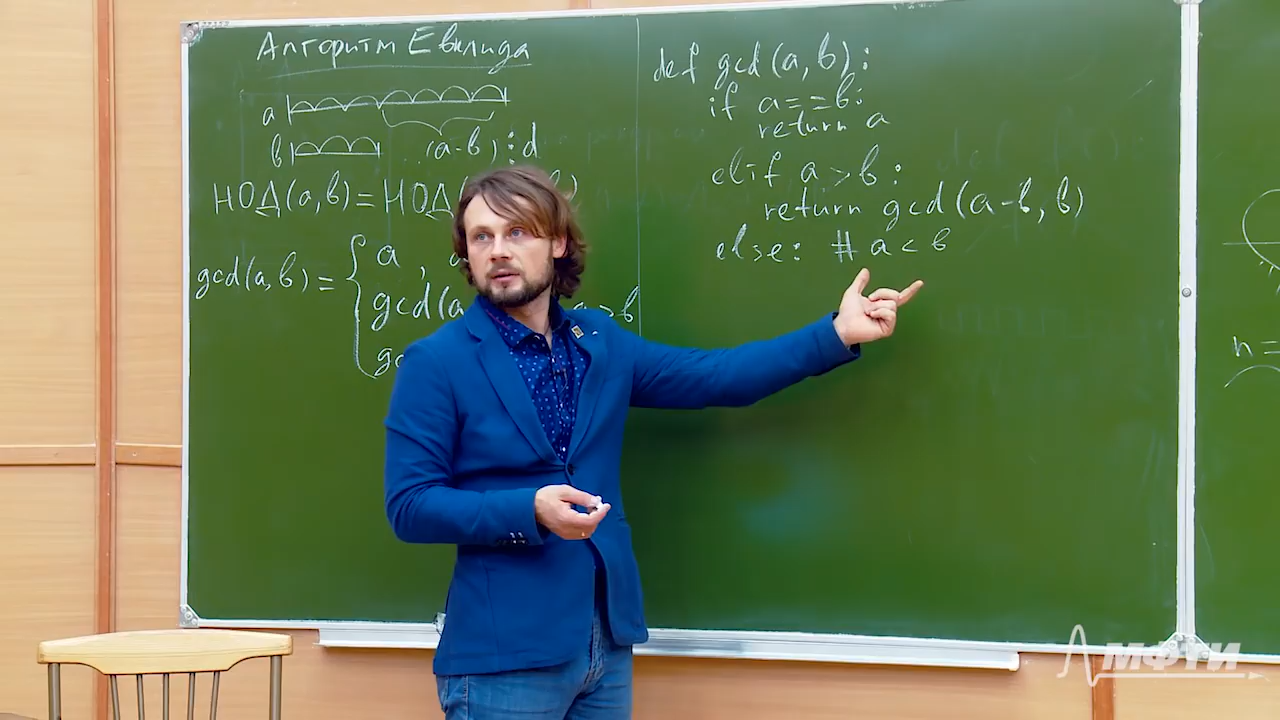 Алгоритм Евклида
a
b
... (a-b) : d
НОД(a,b)=НОД(
gcd(a,b)= { a ,
gcd(a a>b
def gcd(a,b):
if a==b:
return a
elif a>b:
return gcd(a-b,b)
else: # a<b
n=
МФТИ